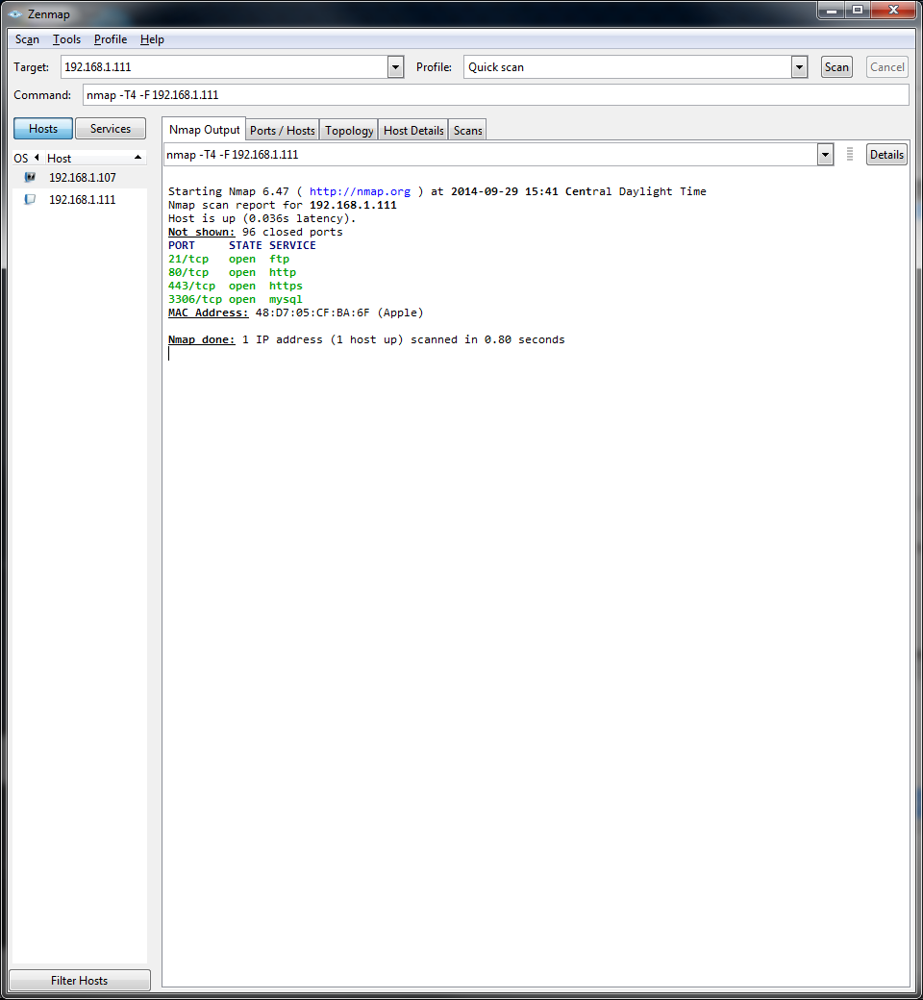 Zenmap
Scan Tools Profile Help
Target: 192.168.1.111 Profile: Quick scan Scan Cancel
Command: nmap -T4 -F 192.168.1.111
Hosts Services
OS Host
192.168.1.107
192.168.1.111
Filter Hosts
Nmap Output Ports / Hosts Topology Host Details Scans
nmap -T4 -F 192.168.1.111 Details
Starting Nmap 6.47 ( http://nmap.org ) at 2014-09-29 15:41 Central Daylight Time
Nmap scan report for 192.168.1.111
Host is up (0.036s latency).
Not shown: 96 closed ports
PORT STATE SERVICE
21/tcp open ftp
80/tcp open http
443/tcp open https
3306/tcp open mysql
MAC Address: 48:D7:05:CF:BA:6F (Apple)
Nmap done: 1 IP address (1 host up) scanned in 0.80 seconds